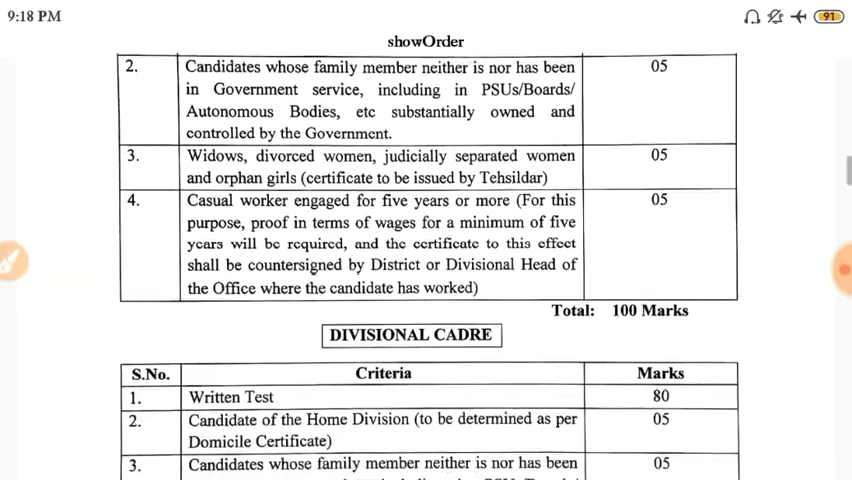 9:18 PM
91
showOrder
2. Candidates whose family member neither is nor has been 05
in Government service, including in PSUs/Boards/
Autonomous Bodies, etc substantially owned and
controlled by the Government.
3. Widows, divorced women, judicially separated women 05
and orphan girls (certificate to be issued by Tehsildar)
4. Casual worker engaged for five years or more (For this 05
purpose, proof in terms of wages for a minimum of five
years will be required, and the certificate to this effect
shall be countersigned by District or Divisional Head of
the Office where the candidate has worked)
Total: 100 Marks
DIVISIONAL CADRE
S.No. Criteria Marks
1. Written Test 80
2. Candidate of the Home Division (to be determined as per 05
Domicile Certificate)
3. Candidates whose family member neither is nor has been 05